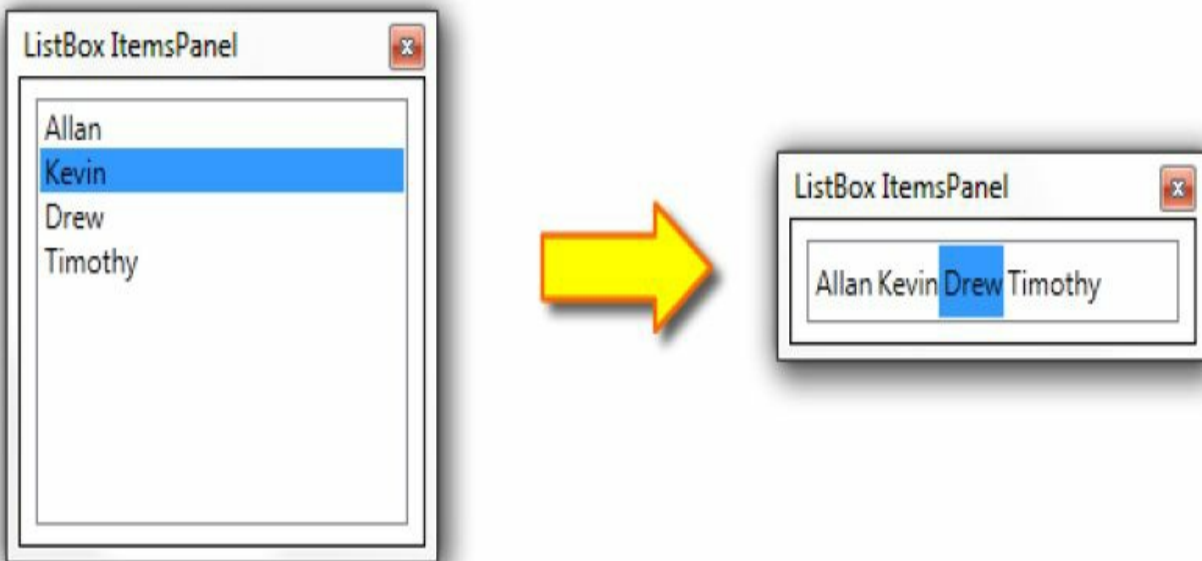 ListBox ItemsPanel
Allan
Kevin
Drew
Timothy
ListBox ItemsPanel
Allan Kevin Drew Timothy